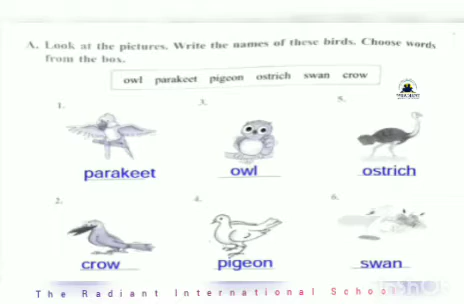 A. Look at the pictures. Write the names of these birds. Choose words
from the box.
owl parakeet pigeon ostrich swan crow
1.
3.
5.
parakeet
owl
ostrich
2.
4.
6.
crow
pigeon
swan
The Radiant International School